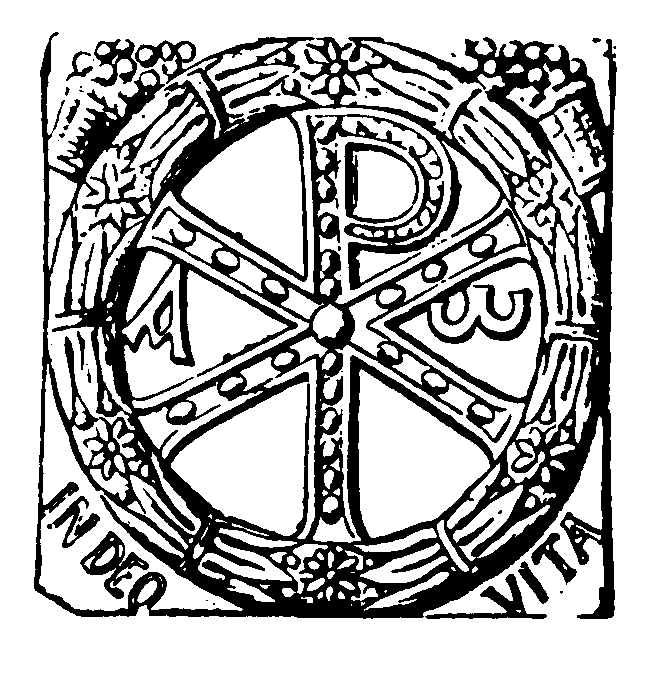 ☧
Α ω
IN DEO VITA